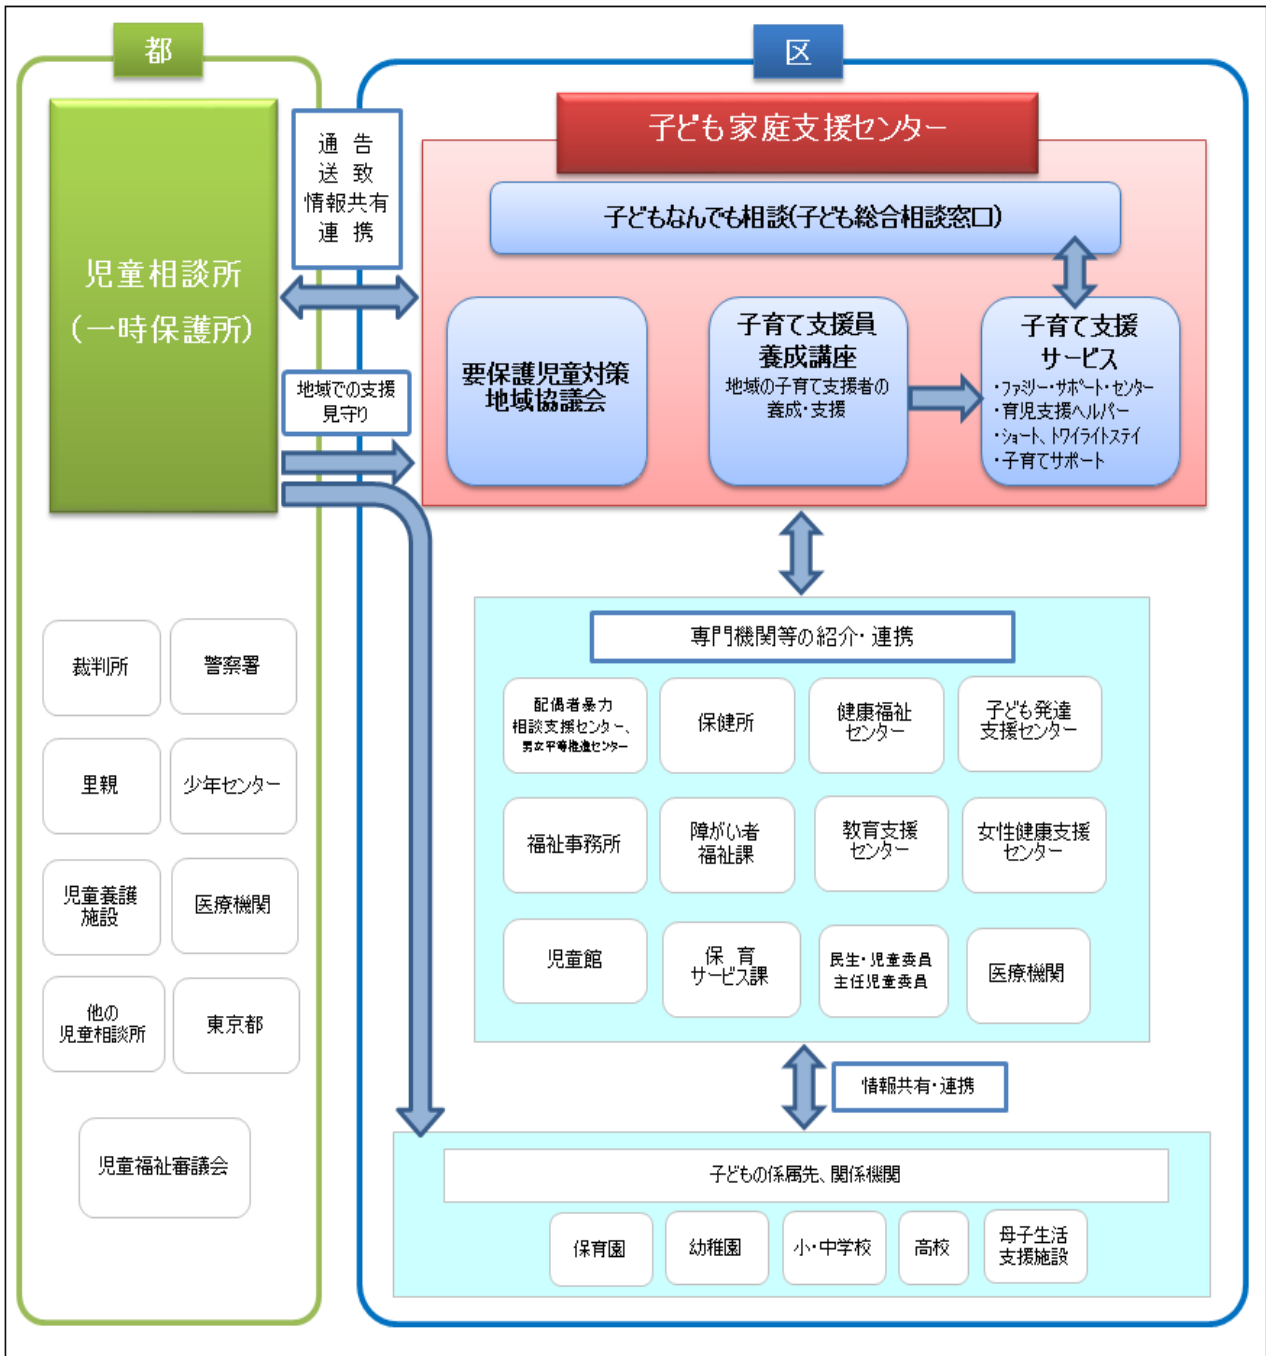 都
児童相談所
(一時保護所)
裁判所
警察署
里親
少年センター
児童養護
施設
医療機関
他の
児童相談所
東京都
児童福祉審議会
通 告
送 致
情報共有
連 携
地域での支援
見守り
区
子ども家庭支援センター
子どもなんでも相談(子ども総合相談窓口)
要保護児童対策
地域協議会
子育て支援員
養成講座
地域の子育て支援者の
養成・支援
子育て支援
サービス
・ファミリー・サポート・センター
・育児支援ヘルパー
・ショート、トワイライトステイ
・子育てサポート
専門機関等の紹介・連携
配偶者暴力
相談支援センター、
男女平等推進センター
保健所
健康福祉
センター
子ども発達
支援センター
福祉事務所
障がい者
福祉課
教育支援
センター
女性健康支援
センター
児童館
保 育
サービス課
民生・児童委員
主任児童委員
医療機関
情報共有・連携
子どもの係属先、関係機関
保育園
幼稚園
小・中学校
高校
母子生活
支援施設